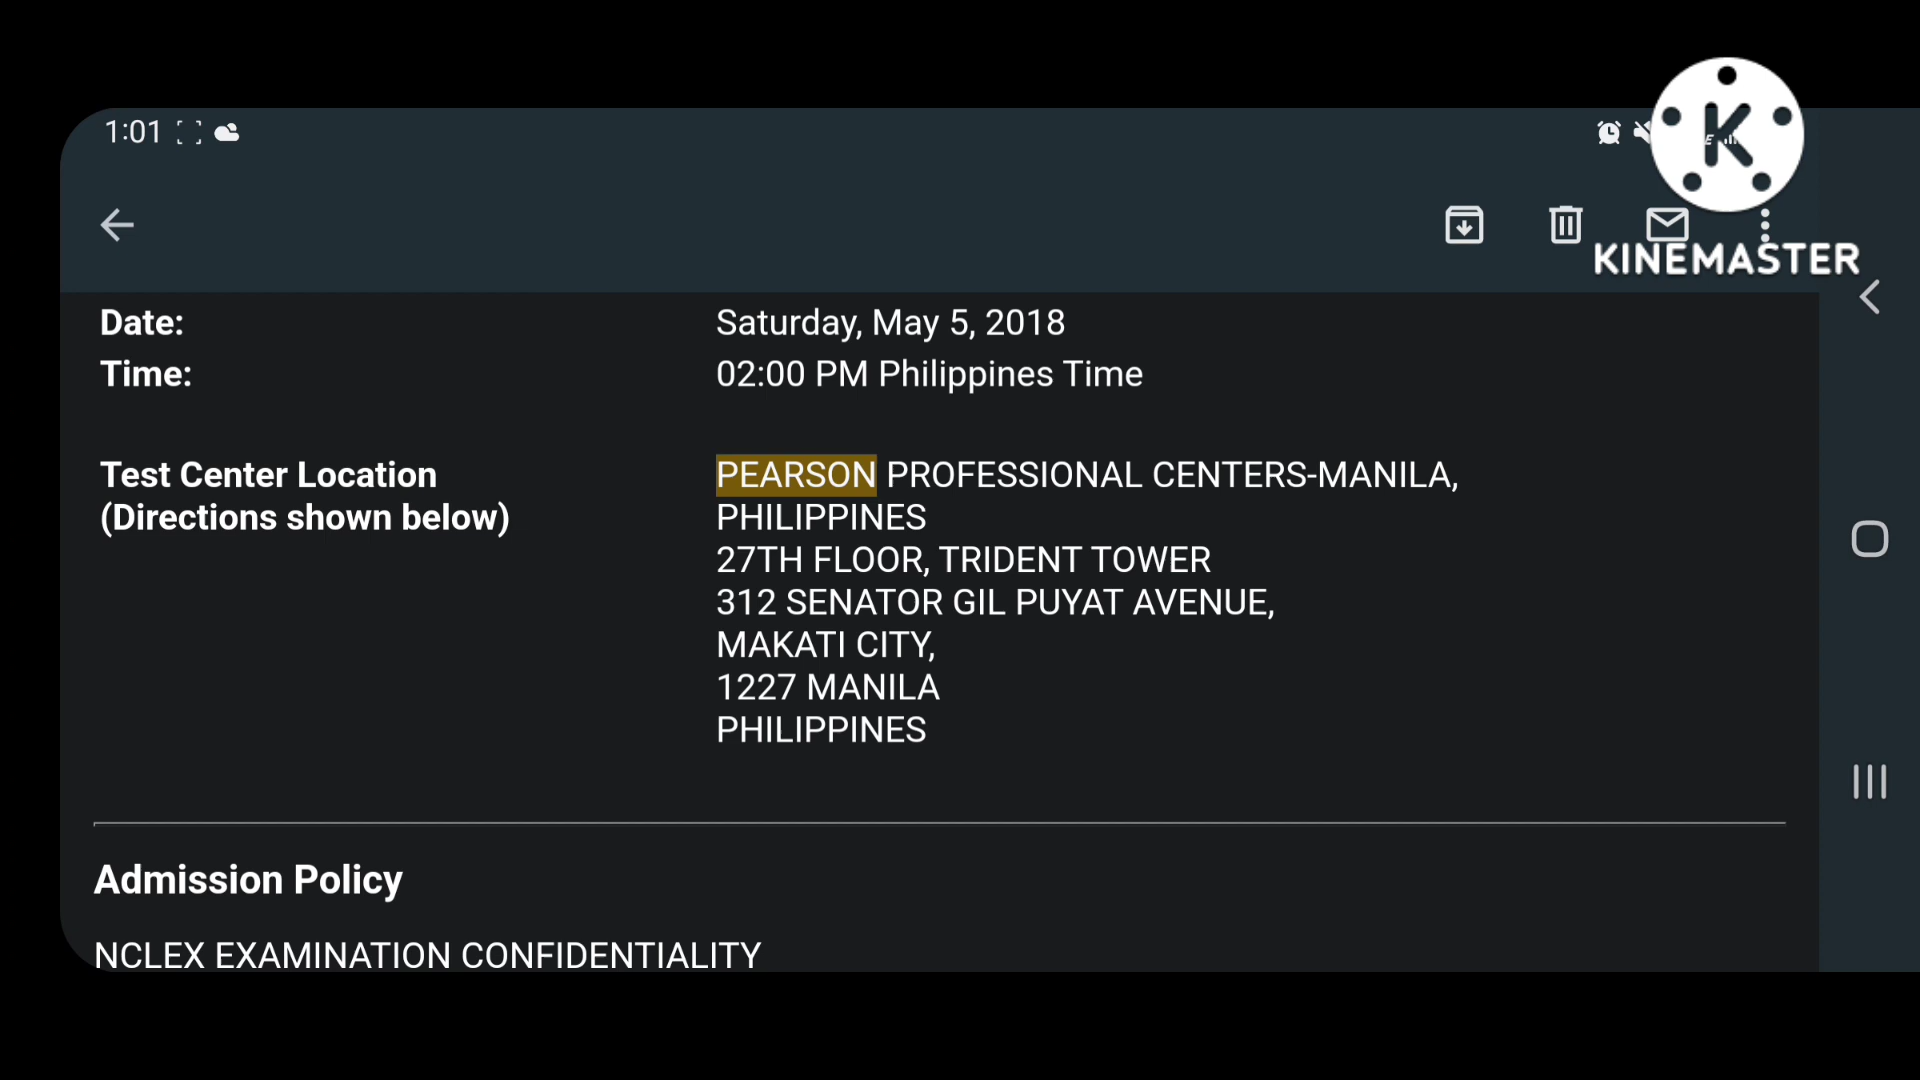 1:01
KINEMASTER
Date: Saturday, May 5, 2018
Time: 02:00 PM Philippines Time
Test Center Location
(Directions shown below)
PEARSON PROFESSIONAL CENTERS-MANILA,
PHILIPPINES
27TH FLOOR, TRIDENT TOWER
312 SENATOR GIL PUYAT AVENUE,
MAKATI CITY,
1227 MANILA
PHILIPPINES
Admission Policy
NCLEX EXAMINATION CONFIDENTIALITY